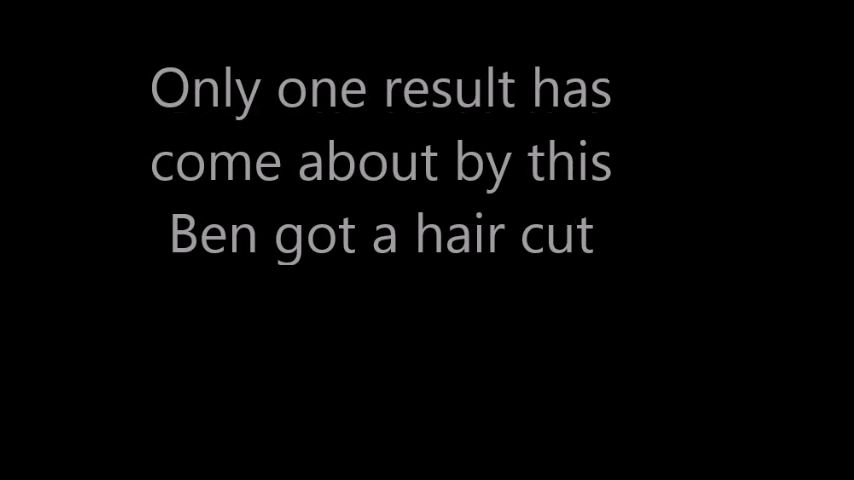 Only one result has
come about by this
Ben got a hair cut